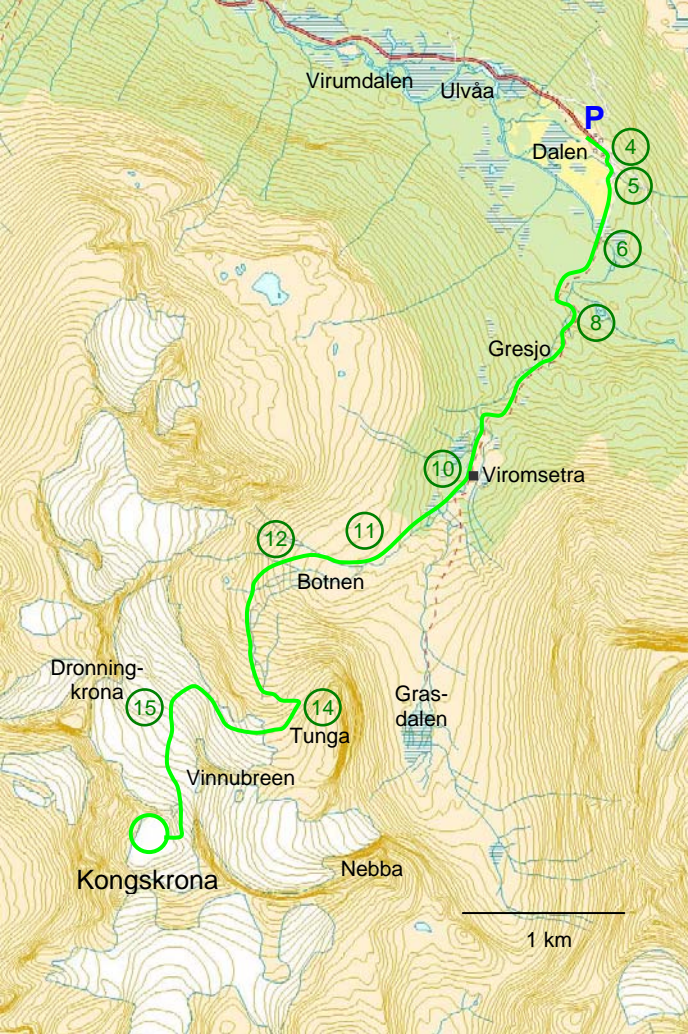 Virumdalen
Ulvåa
P
Dalen
4
5
6
8
Gresjo
10
Viromsetra
11
12
Botnen
Dronning-
krona
15
14
Tunga
Gras-
dalen
Vinnubreen
Kongskrona
Nebba
1 km